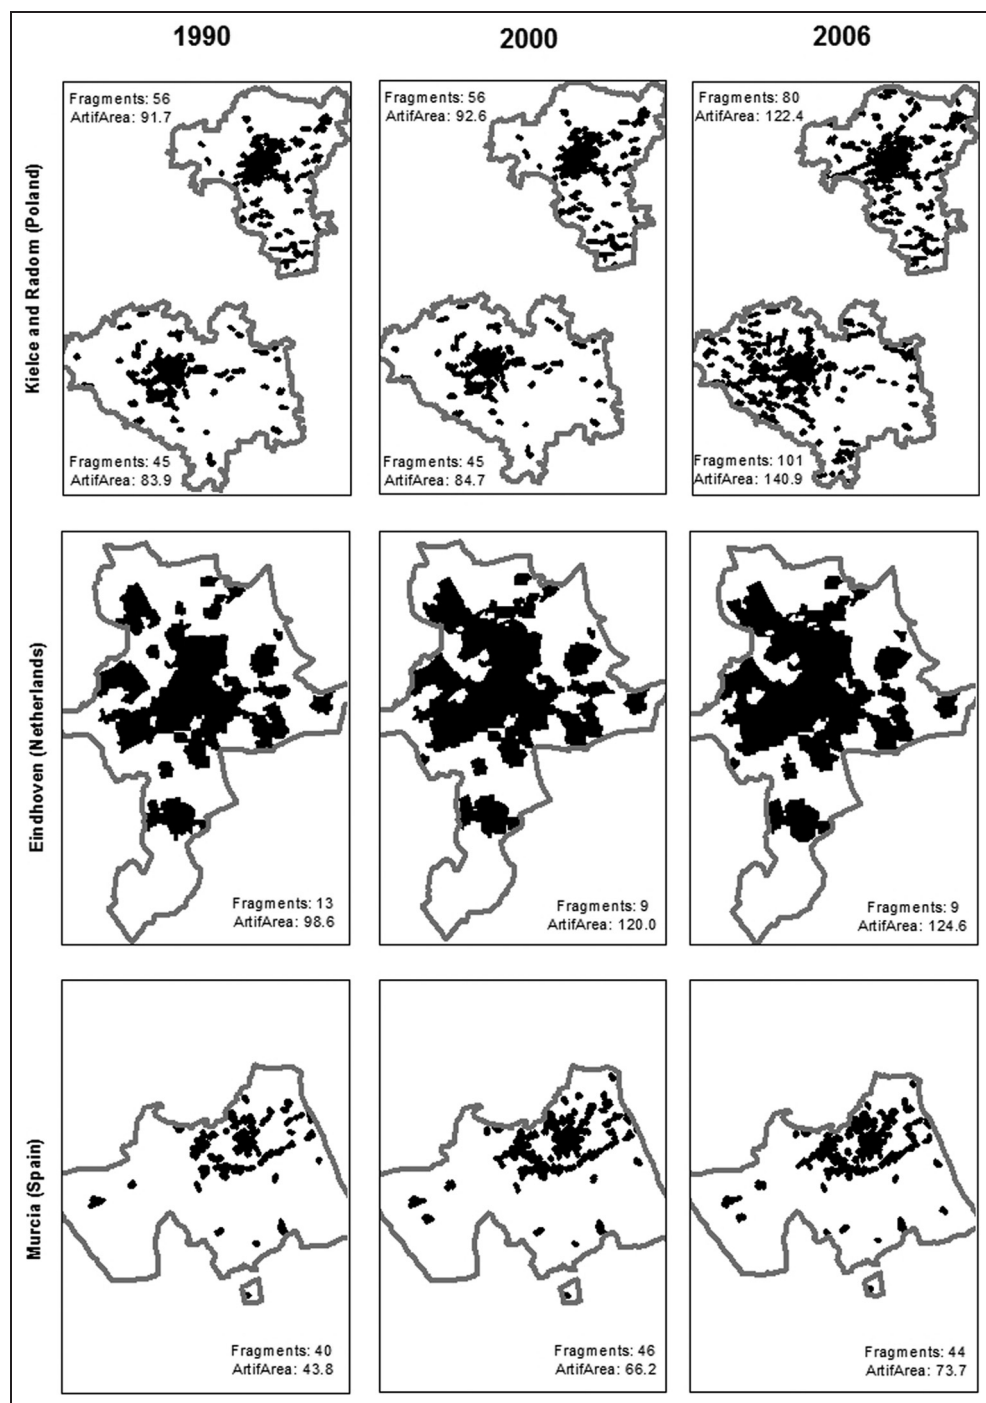 1990
2000
2006
Kielce and Radom (Poland)
Fragments: 56
ArtifArea: 91.7
Fragments: 56
ArtifArea: 92.6
Fragments: 80
ArtifArea: 122.4
Fragments: 45
ArtifArea: 83.9
Fragments: 45
ArtifArea: 84.7
Fragments: 101
ArtifArea: 140.9
Eindhoven (Netherlands)
Fragments: 13
ArtifArea: 98.6
Fragments: 9
ArtifArea: 120.0
Fragments: 9
ArtifArea: 124.6
Murcia (Spain)
Fragments: 40
ArtifArea: 43.8
Fragments: 46
ArtifArea: 66.2
Fragments: 44
ArtifArea: 73.7